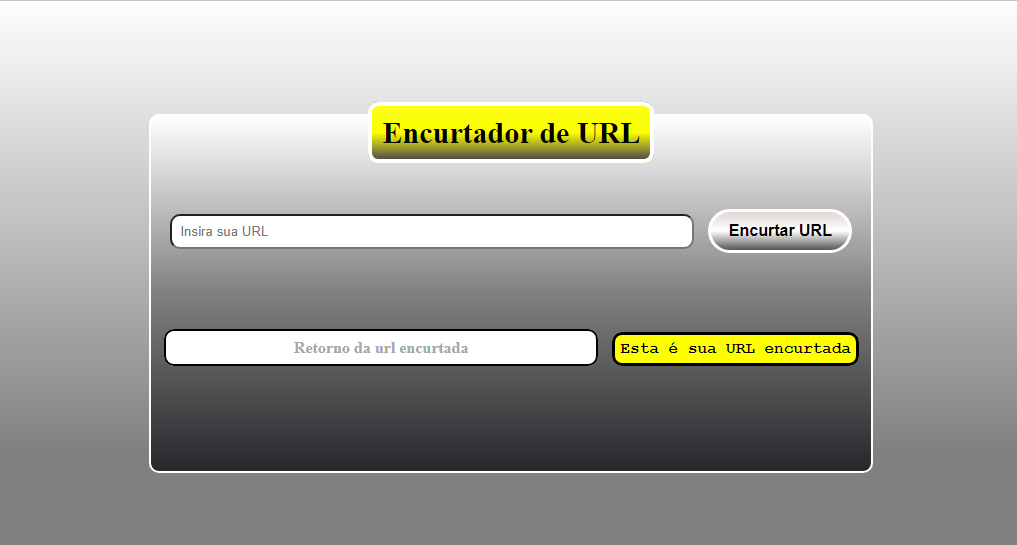 Encurtador de URL
Insira sua URL
Encurtar URL
Retorno da url encurtada
Esta é sua URL encurtada